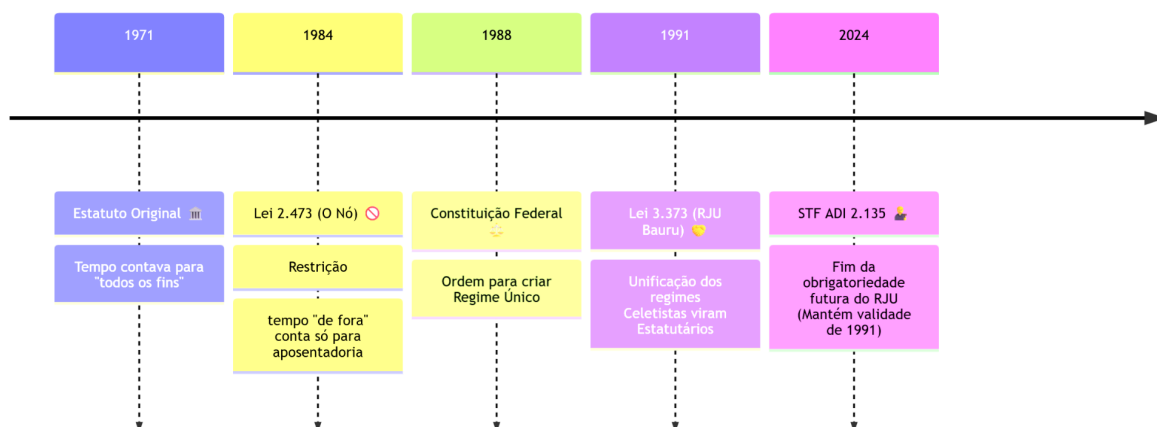 1971
1984
1988
1991
2024
Estatuto Original 🏛️
Tempo contava para
"todos os fins"
Lei 2.473 (O Nó) 🚫
Restrição
tempo "de fora"
conta só para
aposentadoria
Constituição Federal
⚖️
Ordem para criar
Regime Único
Lei 3.373 (RJU
Bauru) 🤝
Unificação dos
regimes
Celetistas viram
Estatutários
STF ADI 2.135 👨‍⚖️
Fim da
obrigatoriedade
futura do RJU
(Mantém validade
de 1991)